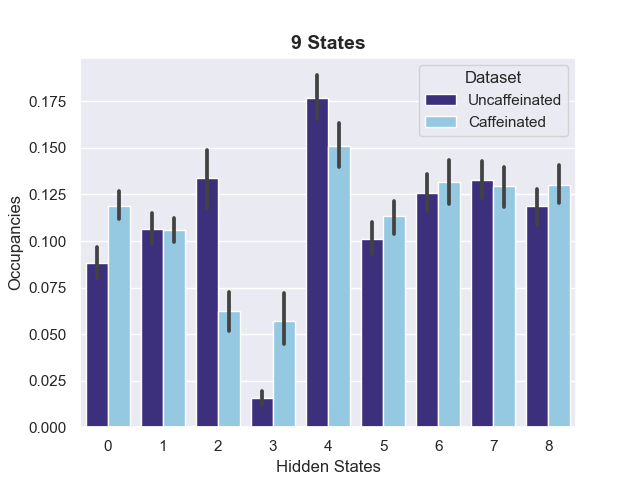 9 States
Dataset
Uncaffeinated
Caffeinated
Occupancies
0.175
0.150
0.125
0.100
0.075
0.050
0.025
0.000
0 1 2 3 4 5 6 7 8
Hidden States